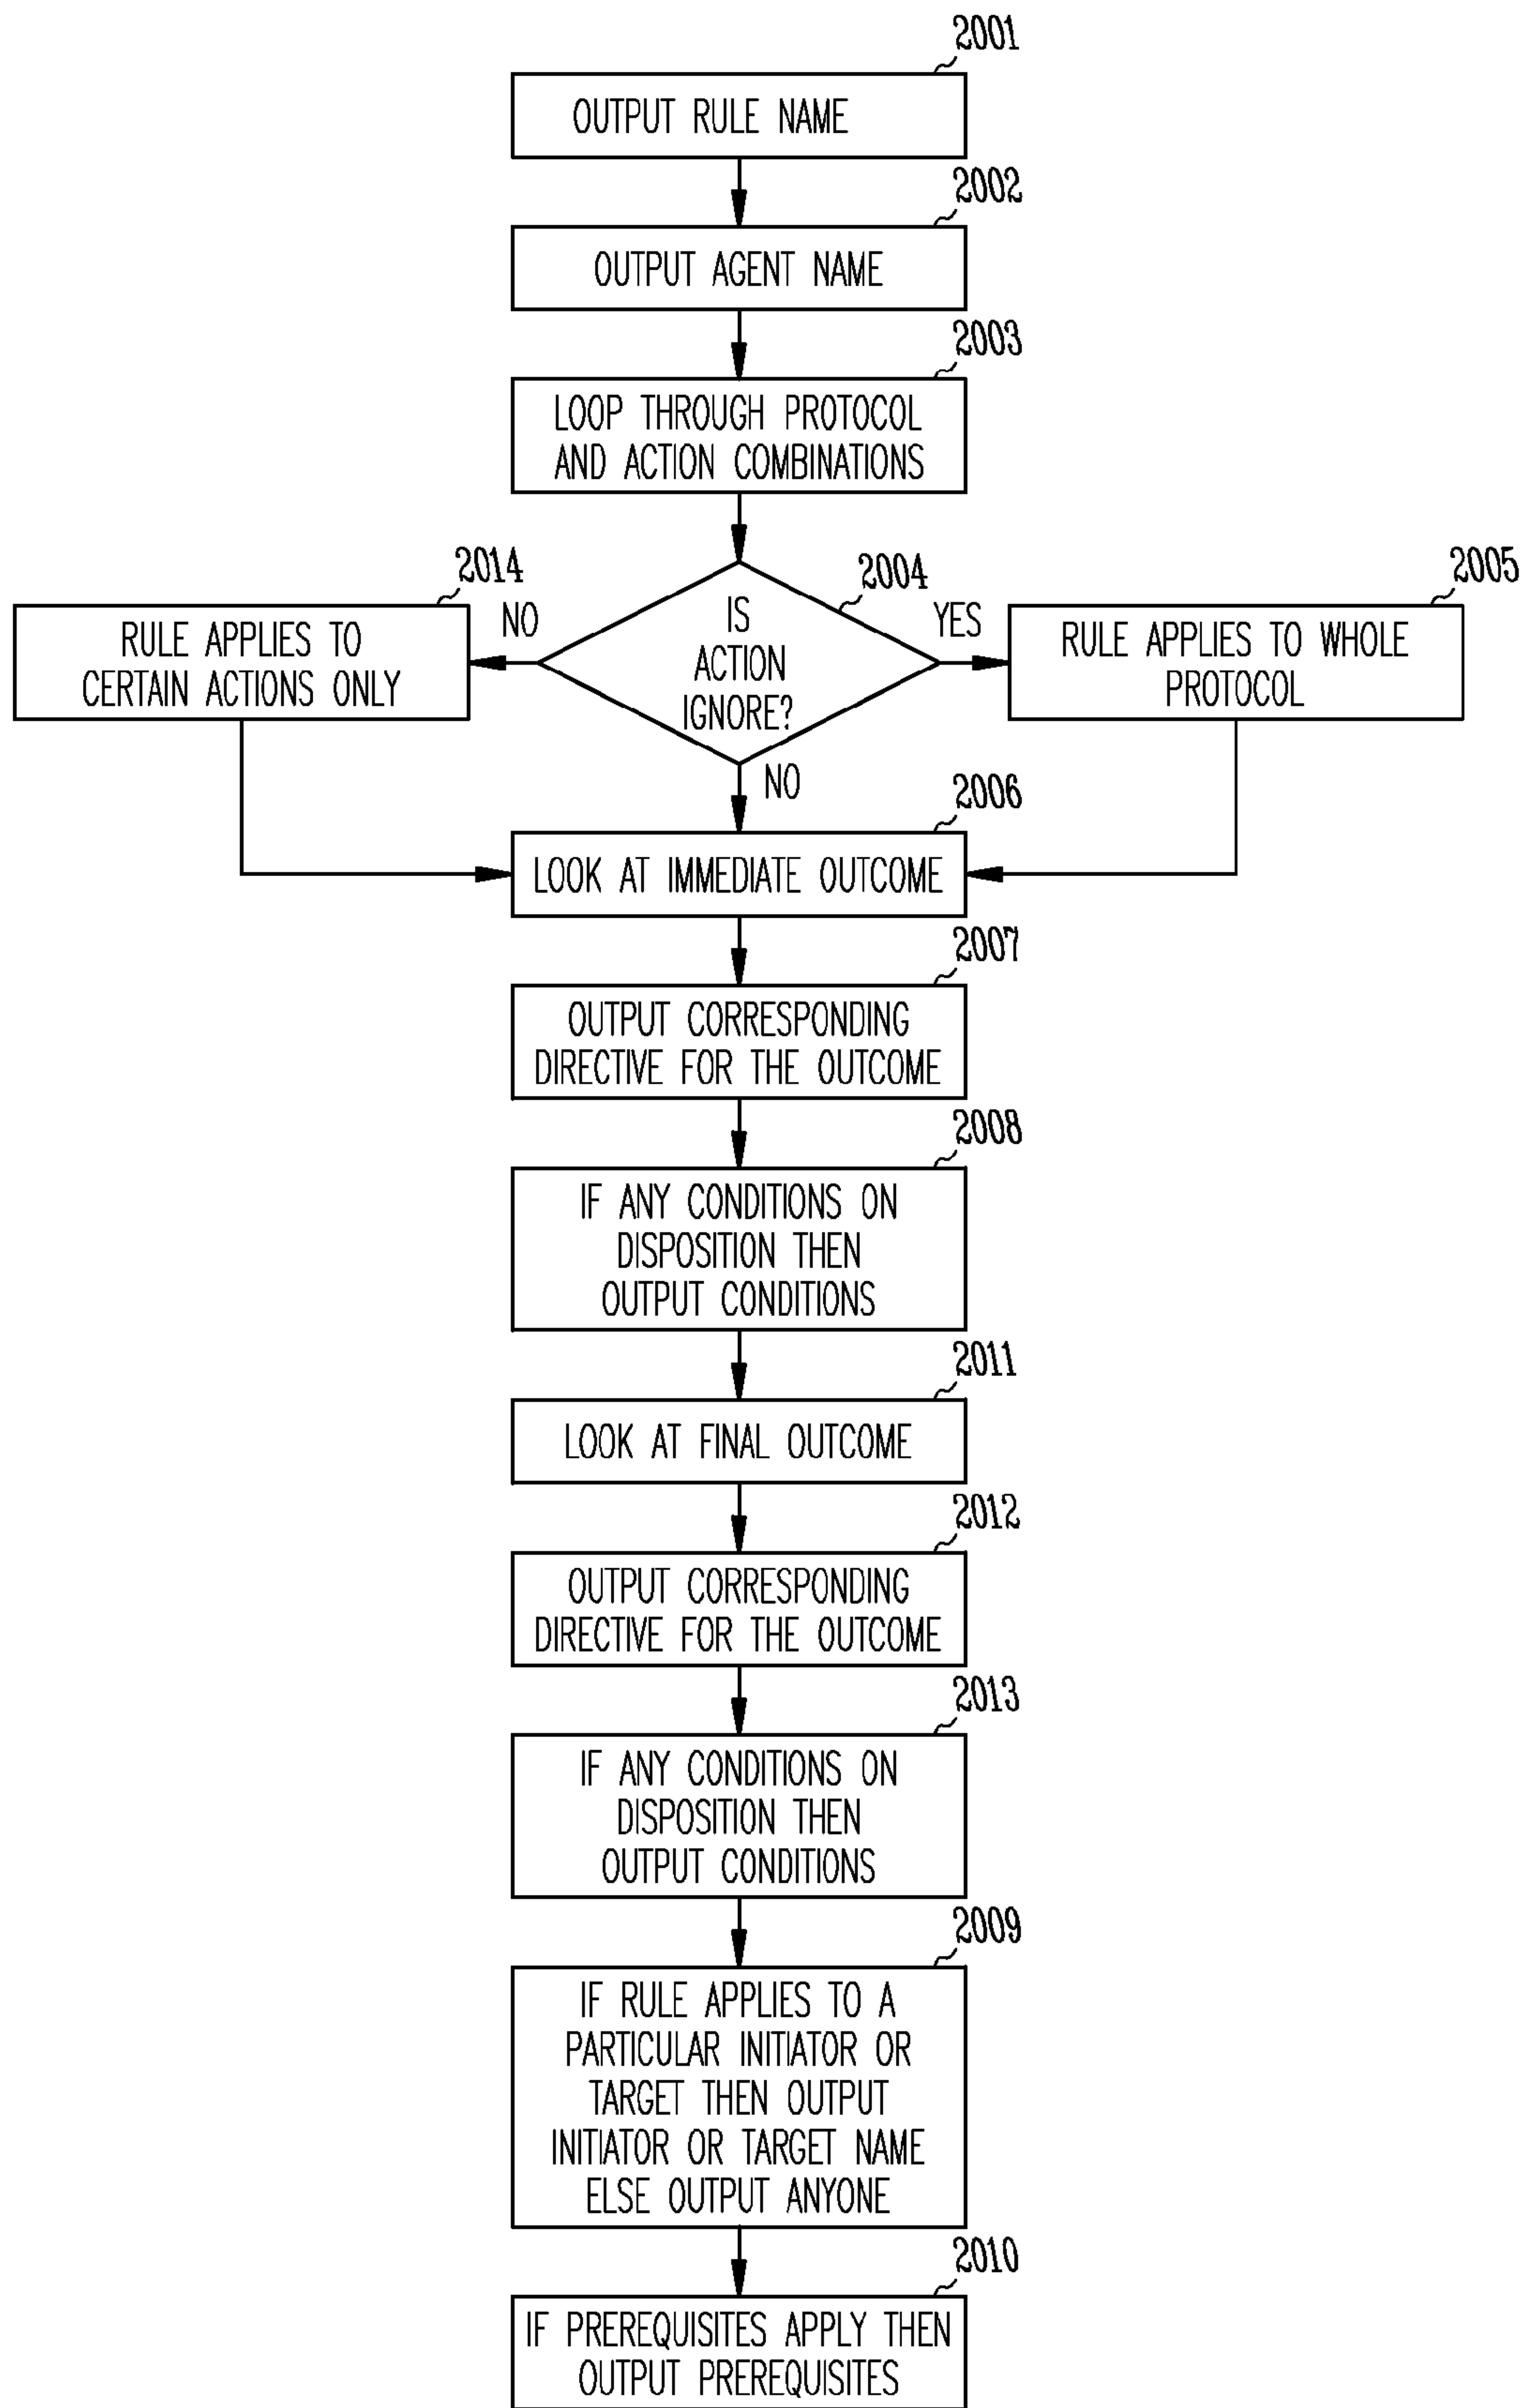 2001
OUTPUT RULE NAME
2002
OUTPUT AGENT NAME
2003
LOOP THROUGH PROTOCOL
AND ACTION COMBINATIONS
2014
RULE APPLIES TO
CERTAIN ACTIONS ONLY
NO
2004
IS
ACTION
IGNORE?
YES
2005
RULE APPLIES TO WHOLE
PROTOCOL
NO
2006
LOOK AT IMMEDIATE OUTCOME
2007
OUTPUT CORRESPONDING
DIRECTIVE FOR THE OUTCOME
2008
IF ANY CONDITIONS ON
DISPOSITION THEN
OUTPUT CONDITIONS
2011
LOOK AT FINAL OUTCOME
2012
OUTPUT CORRESPONDING
DIRECTIVE FOR THE OUTCOME
2013
IF ANY CONDITIONS ON
DISPOSITION THEN
OUTPUT CONDITIONS
2009
IF RULE APPLIES TO A
PARTICULAR INITIATOR OR
TARGET THEN OUTPUT
INITIATOR OR TARGET NAME
ELSE OUTPUT ANYONE
2010
IF PREREQUISITES APPLY THEN
OUTPUT PREREQUISITES